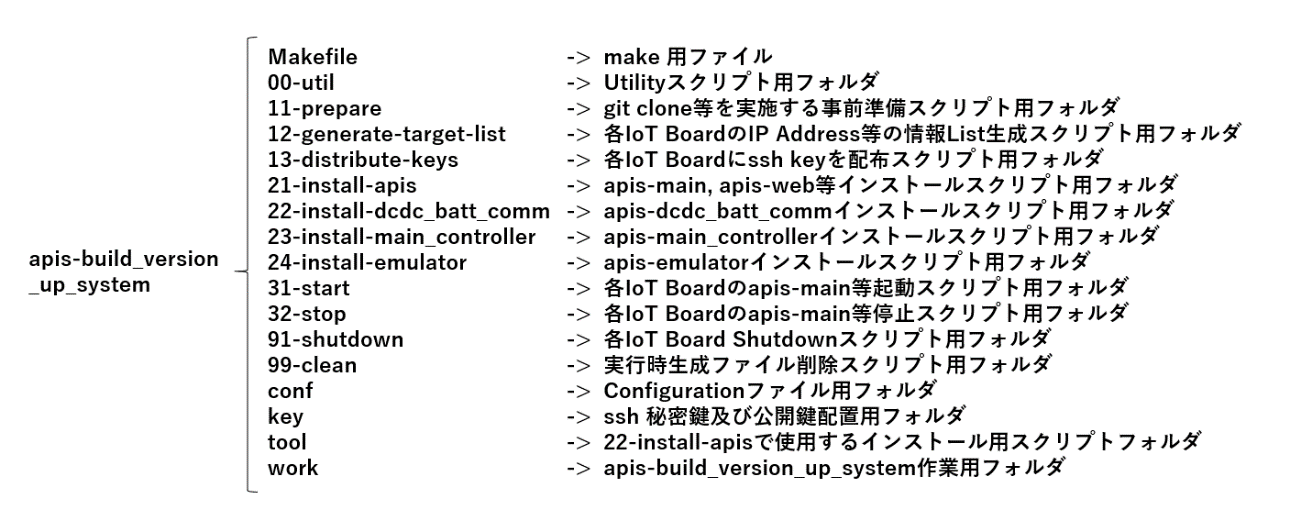 Makefile -> make 用ファイル
00-util -> Utilityスクリプト用フォルダ
11-prepare -> git clone等を実施する事前準備スクリプト用フォルダ
12-generate-target-list -> 各IoT BoardのIP Address等の情報List生成スクリプト用フォルダ
13-distribute-keys -> 各IoT Boardにssh keyを配布スクリプト用フォルダ
21-install-apis -> apis-main, apis-web等インストールスクリプト用フォルダ
22-install-dcdc_batt_comm -> apis-dcdc_batt_commインストールスクリプト用フォルダ
23-install-main_controller -> apis-main_controllerインストールスクリプト用フォルダ
apis-build_version
_up_system
24-install-emulator -> apis-emulatorインストールスクリプト用フォルダ
31-start -> 各IoT Boardのapis-main等起動スクリプト用フォルダ
32-stop -> 各IoT Boardのapis-main等停止スクリプト用フォルダ
91-shutdown -> 各IoT Board Shutdownスクリプト用フォルダ
99-clean -> 実行時生成ファイル削除スクリプト用フォルダ
conf -> Configurationファイル用フォルダ
key -> ssh 秘密鍵及び公開鍵配置用フォルダ
tool -> 22-install-apisで使用するインストール用スクリプトフォルダ
work -> apis-build_version_up_system作業用フォルダ